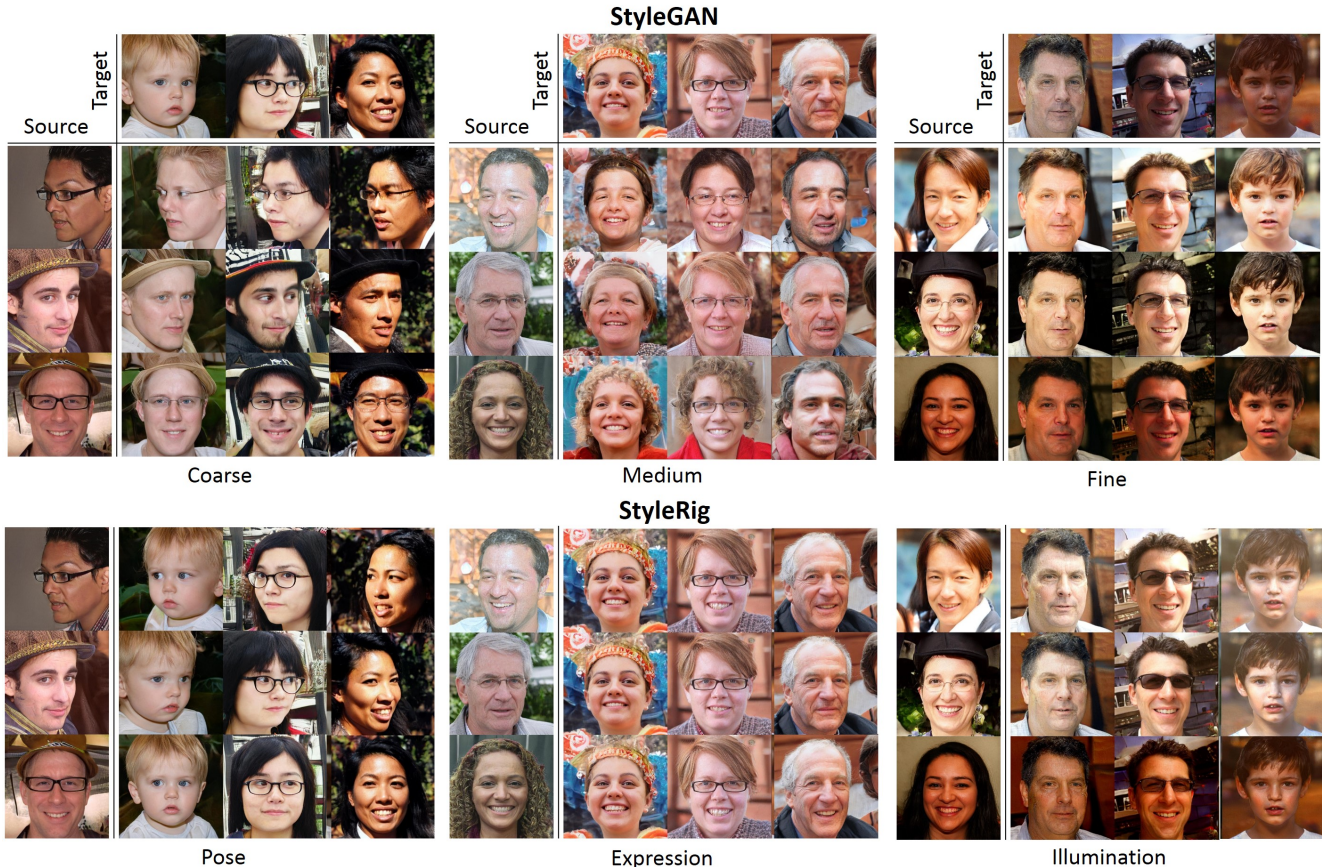 StyleGAN
Target
Source
Target
Source
Target
Source
Coarse
Medium
Fine
StyleRig
Pose
Expression
Illumination